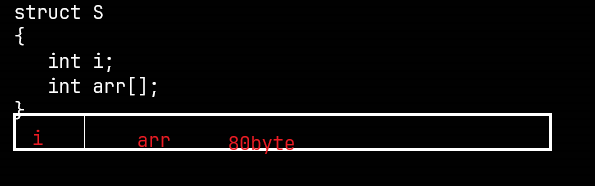 struct S
{
int i;
int arr[];
}
i arr 80byte